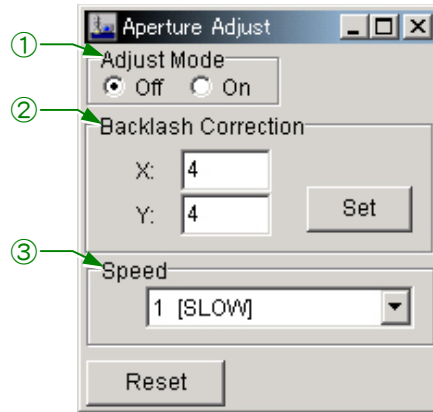 Aperture Adjust
① Adjust Mode
Off On
② Backlash Correction
X: 4
Y: 4
Set
③ Speed
1 [SLOW]
Reset